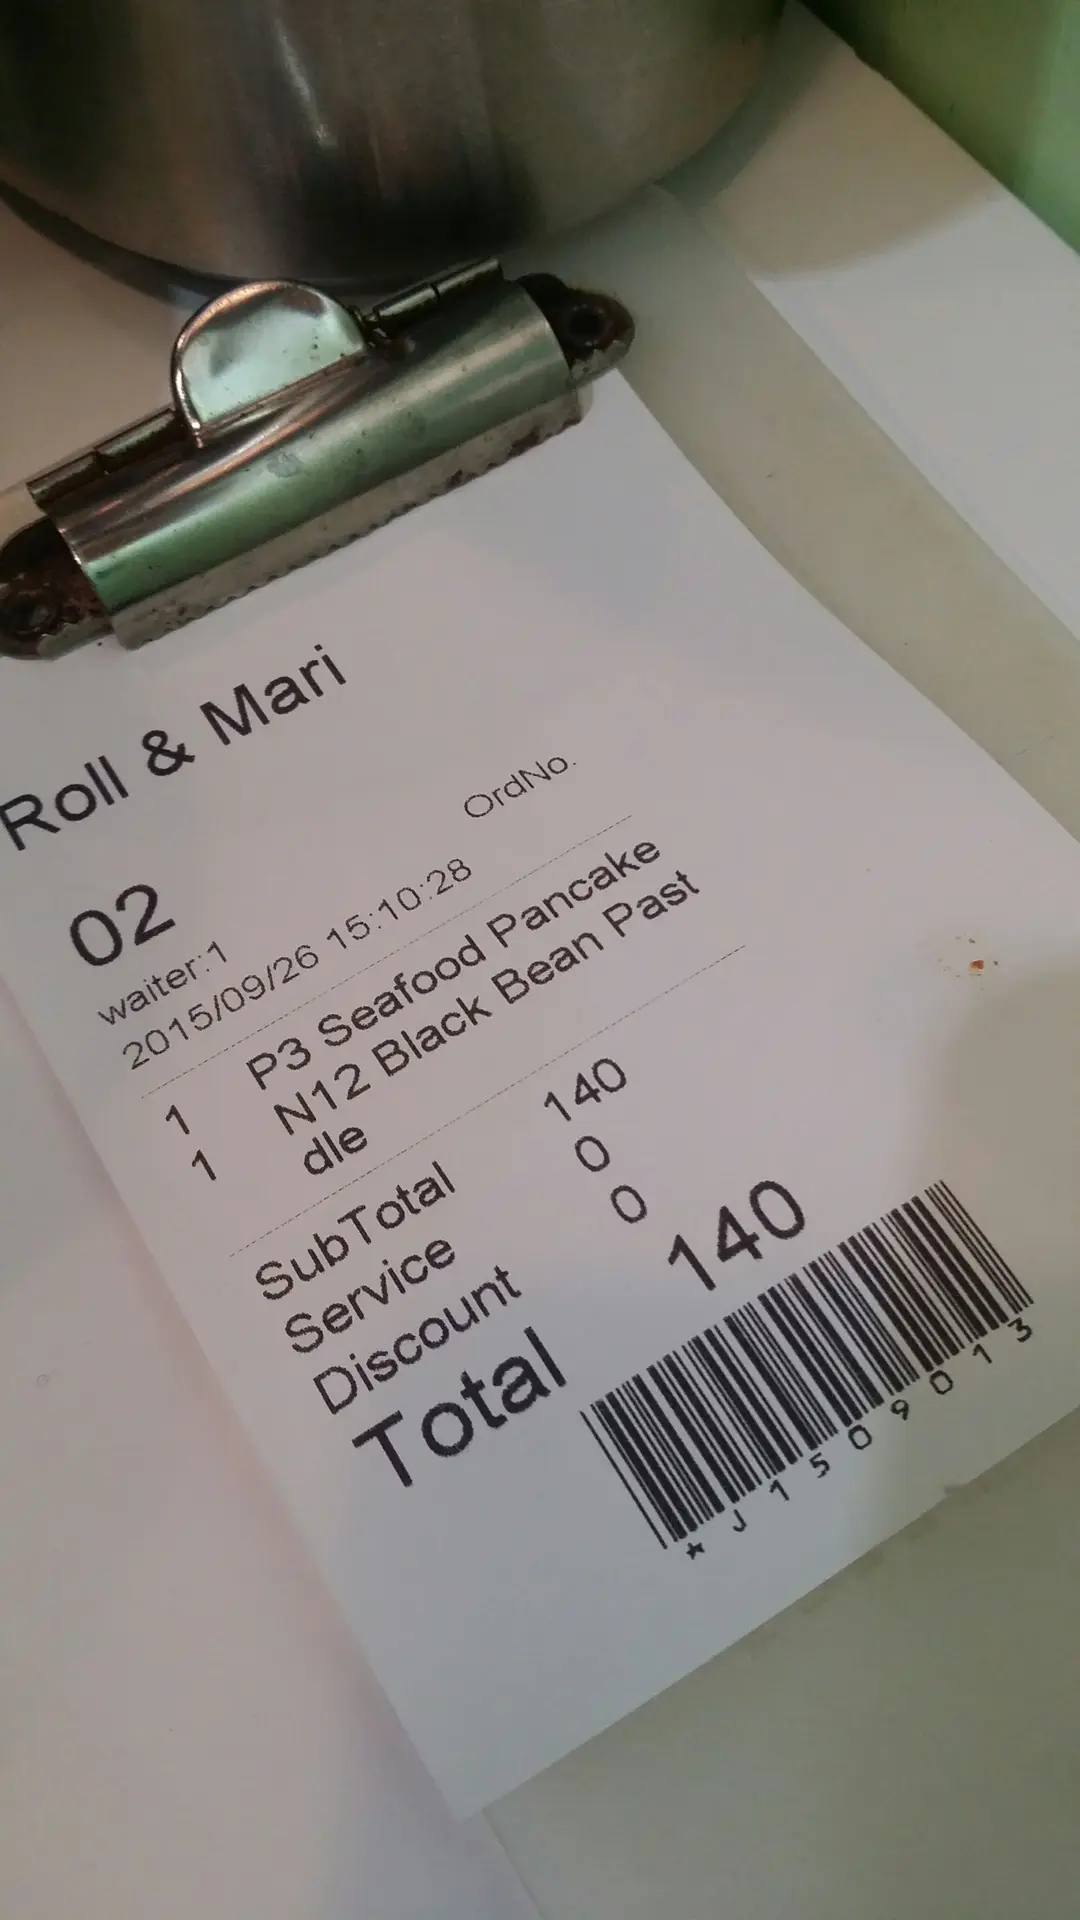 Roll & Mari
02
waiter:1 OrdNo.
2015/09/26 15:10:28
1 P3 Seafood Pancake
1 N12 Black Bean Past
dle
SubTotal 140
Service 0
Discount 0
Total 140
*J1509013